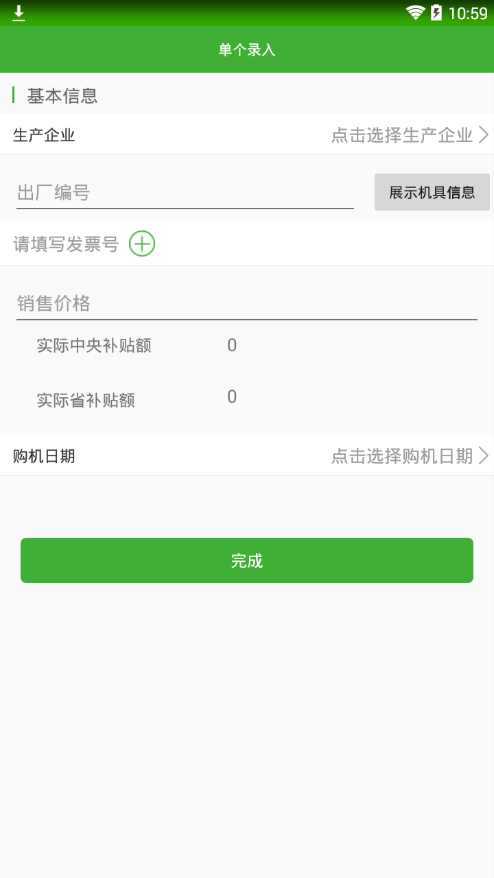 10:59
单个录入
基本信息
生产企业 点击选择生产企业
出厂编号 展示机具信息
请填写发票号
销售价格
实际中央补贴额 0
实际省补贴额 0
购机日期 点击选择购机日期
完成